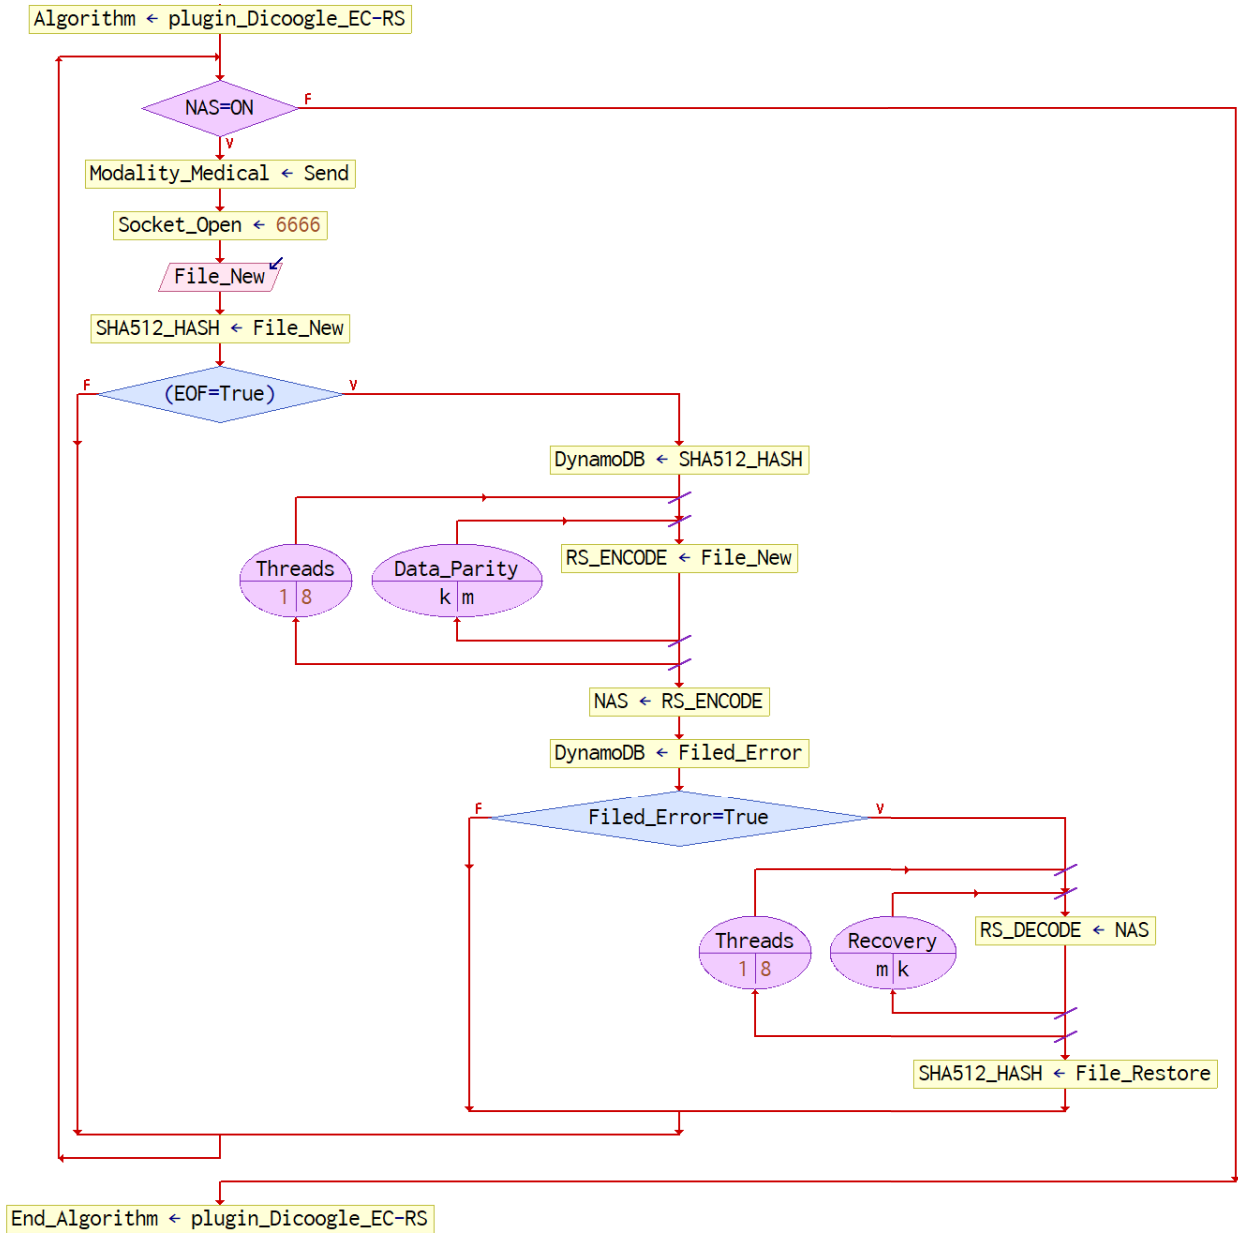 Algorithm ← plugin_Dicoogle_EC-RS
NAS=ON
F
V
Modality_Medical ← Send
Socket_Open ← 6666
File_New
SHA512_HASH ← File_New
F
(EOF=True)
V
DynamoDB ← SHA512_HASH
RS_ENCODE ← File_New
Threads
1 8
Data_Parity
k m
NAS ← RS_ENCODE
DynamoDB ← Filed_Error
F
Filed_Error=True
V
RS_DECODE ← NAS
Threads
1 8
Recovery
m k
SHA512_HASH ← File_Restore
End_Algorithm ← plugin_Dicoogle_EC-RS